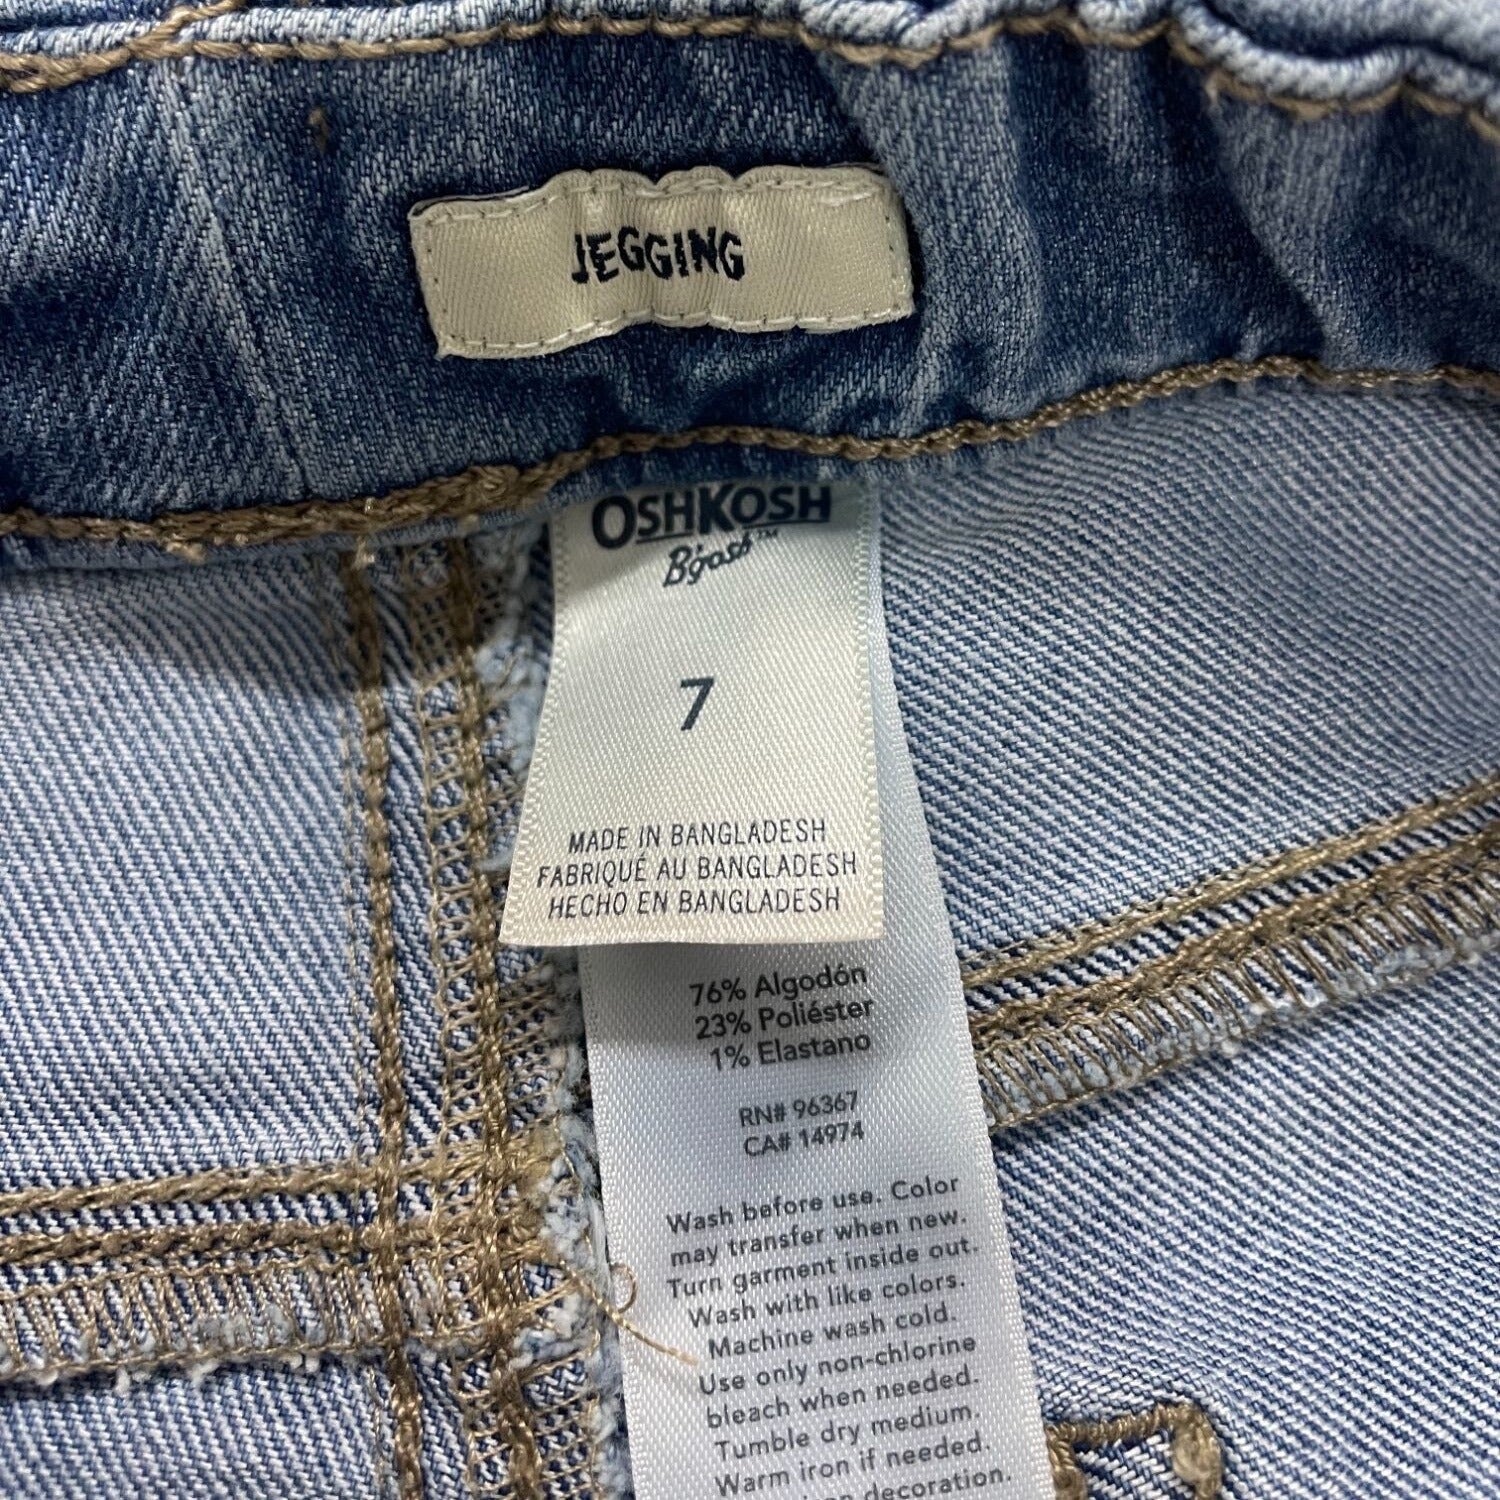 JEGGING
OSHKOSH
B'gosh™
7
MADE IN BANGLADESH
FABRIQUÉ AU BANGLADESH
HECHO EN BANGLADESH
76% Algodón
23% Poliéster
1% Elastano
RN# 96367
CA# 14974
Wash before use. Color
may transfer when new.
Turn garment inside out.
Wash with like colors.
Machine wash cold.
Use only non-chlorine
bleach when needed.
Tumble dry medium.
Warm iron if needed.
decoration.